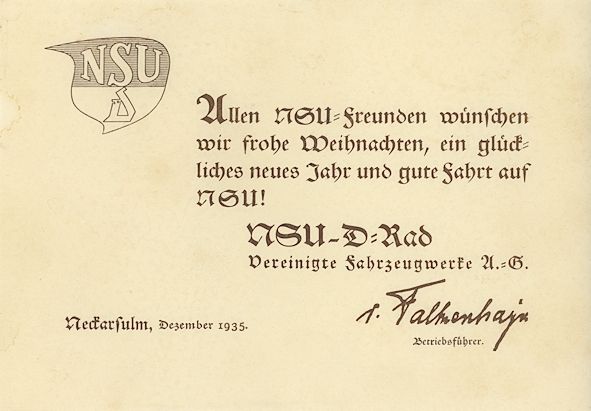 NSU
D
Allen NSU-Freunden wünschen
wir frohe Weihnachten, ein glück-
liches neues Jahr und gute Fahrt auf
NSU!
NSU-D-Rad
Vereinigte Fahrzeugwerke A.-G.
v. Falkenhayn
Neckarsulm, Dezember 1935.
Betriebsführer.